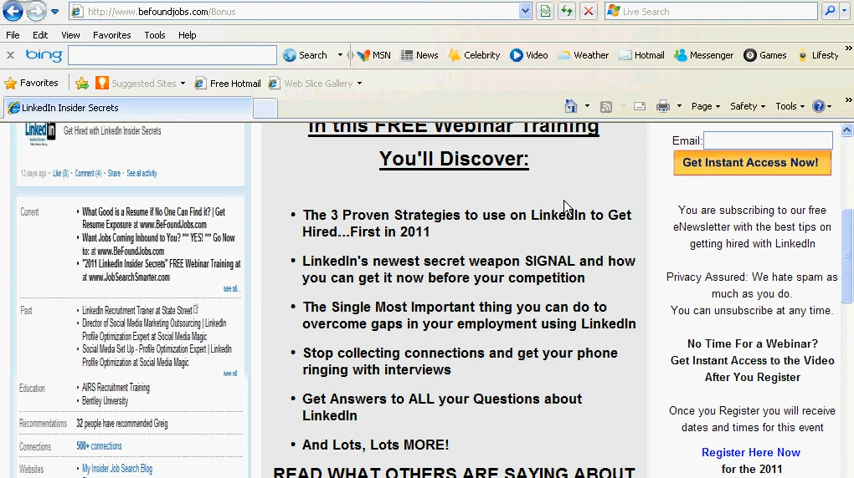 http://www.befoundjobs.com/Bonus
Live Search
File Edit View Favorites Tools Help
x bing Search MSN News Celebrity Video Weather Hotmail Messenger Games Lifesty
Favorites Suggested Sites Free Hotmail Web Slice Gallery
LinkedIn Insider Secrets
Page Safety Tools
Linked in
Get Hired with LinkedIn Insider Secrets
13 days ago Like (0) Comment (4) Share See all activity
Current
What Good is a Resume if No One Can Find it? | Get
Resume Exposure at www.BeFoundJobs.com
Want Jobs Coming Inbound to You? ** YES! ** Go Now
to: at www.BeFoundJobs.com
"2011 LinkedIn Insider Secrets" FREE Webinar Training at
at www.JobSearchSmarter.com
see all...
Past
LinkedIn Recruitment Trainer at State Street
Director of Social Media Marketing Outsourcing | LinkedIn
Profile Optimization Expert at Social Media Magic
Social Media Set Up - Profile Optimization Expert | LinkedIn
Profile Optimization Expert at Social Media Magic
see all...
Education
AIRS Recruitment Training
Bentley University
Recommendations 32 people have recommended Greig
Connections 500+ connections
Websites My Insider Job Search Blog
In this FREE Webinar Training
You'll Discover:
• The 3 Proven Strategies to use on LinkedIn to Get
Hired...First in 2011
• LinkedIn's newest secret weapon SIGNAL and how
you can get it now before your competition
• The Single Most Important thing you can do to
overcome gaps in your employment using LinkedIn
• Stop collecting connections and get your phone
ringing with interviews
• Get Answers to ALL your Questions about
LinkedIn
• And Lots, Lots MORE!
READ WHAT OTHERS ARE SAYING ABOUT
Email:
Get Instant Access Now!
You are subscribing to our free
eNewsletter with the best tips on
getting hired with LinkedIn
Privacy Assured: We hate spam as
much as you do.
You can unsubscribe at any time.
No Time For a Webinar?
Get Instant Access to the Video
After You Register
Once you Register you will receive
dates and times for this event
Register Here Now
for the 2011